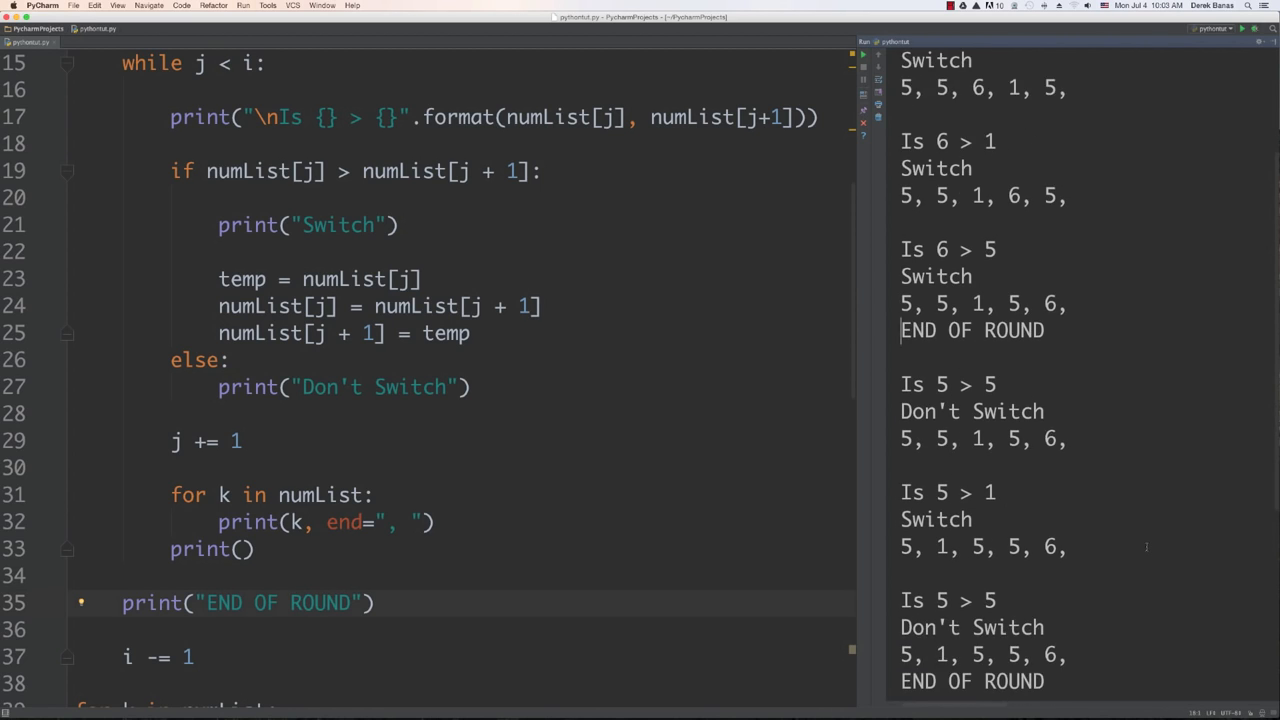 PyCharm File Edit View Navigate Code Refactor Run Tools VCS Window Help
10 Mon Jul 4 10:03 AM Derek Banas
pythontut.py - PycharmProjects - [~/PycharmProjects]
PycharmProjects pythontut.py
pythontut
pythontut.py
Run pythontut
15 while j < i:
16
17 print("\nIs {} > {}".format(numList[j], numList[j+1]))
18
19 if numList[j] > numList[j + 1]:
20
21 print("Switch")
22
23 temp = numList[j]
24 numList[j] = numList[j + 1]
25 numList[j + 1] = temp
26 else:
27 print("Don't Switch")
28
29 j += 1
30
31 for k in numList:
32 print(k, end=", ")
33 print()
34
35 print("END OF ROUND")
36
37 i -= 1
38
Switch
5, 5, 6, 1, 5,
Is 6 > 1
Switch
5, 5, 1, 6, 5,
Is 6 > 5
Switch
5, 5, 1, 5, 6,
END OF ROUND
Is 5 > 5
Don't Switch
5, 5, 1, 5, 6,
Is 5 > 1
Switch
5, 1, 5, 5, 6,
Is 5 > 5
Don't Switch
5, 1, 5, 5, 6,
END OF ROUND